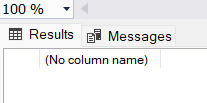 100 %
Results Messages
(No column name)